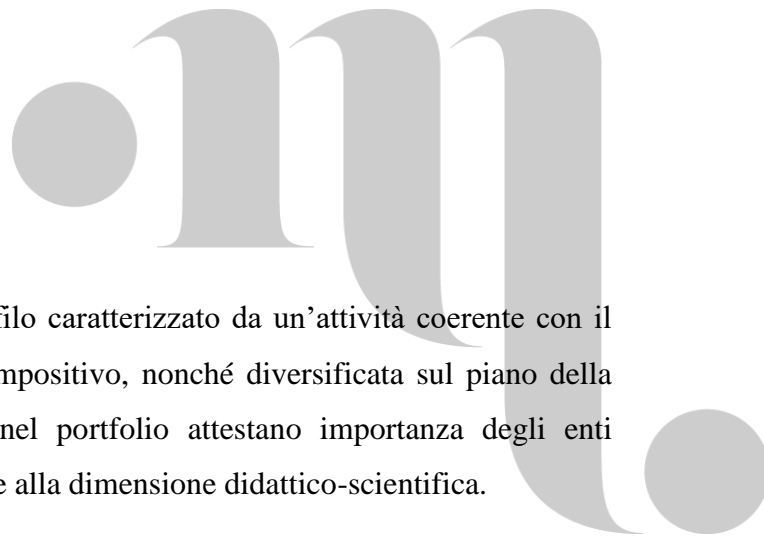 filo caratterizzato da un’attività coerente con il
mpositivo, nonché diversificata sul piano della
nel portfolio attestano importanza degli enti
e alla dimensione didattico-scientifica.